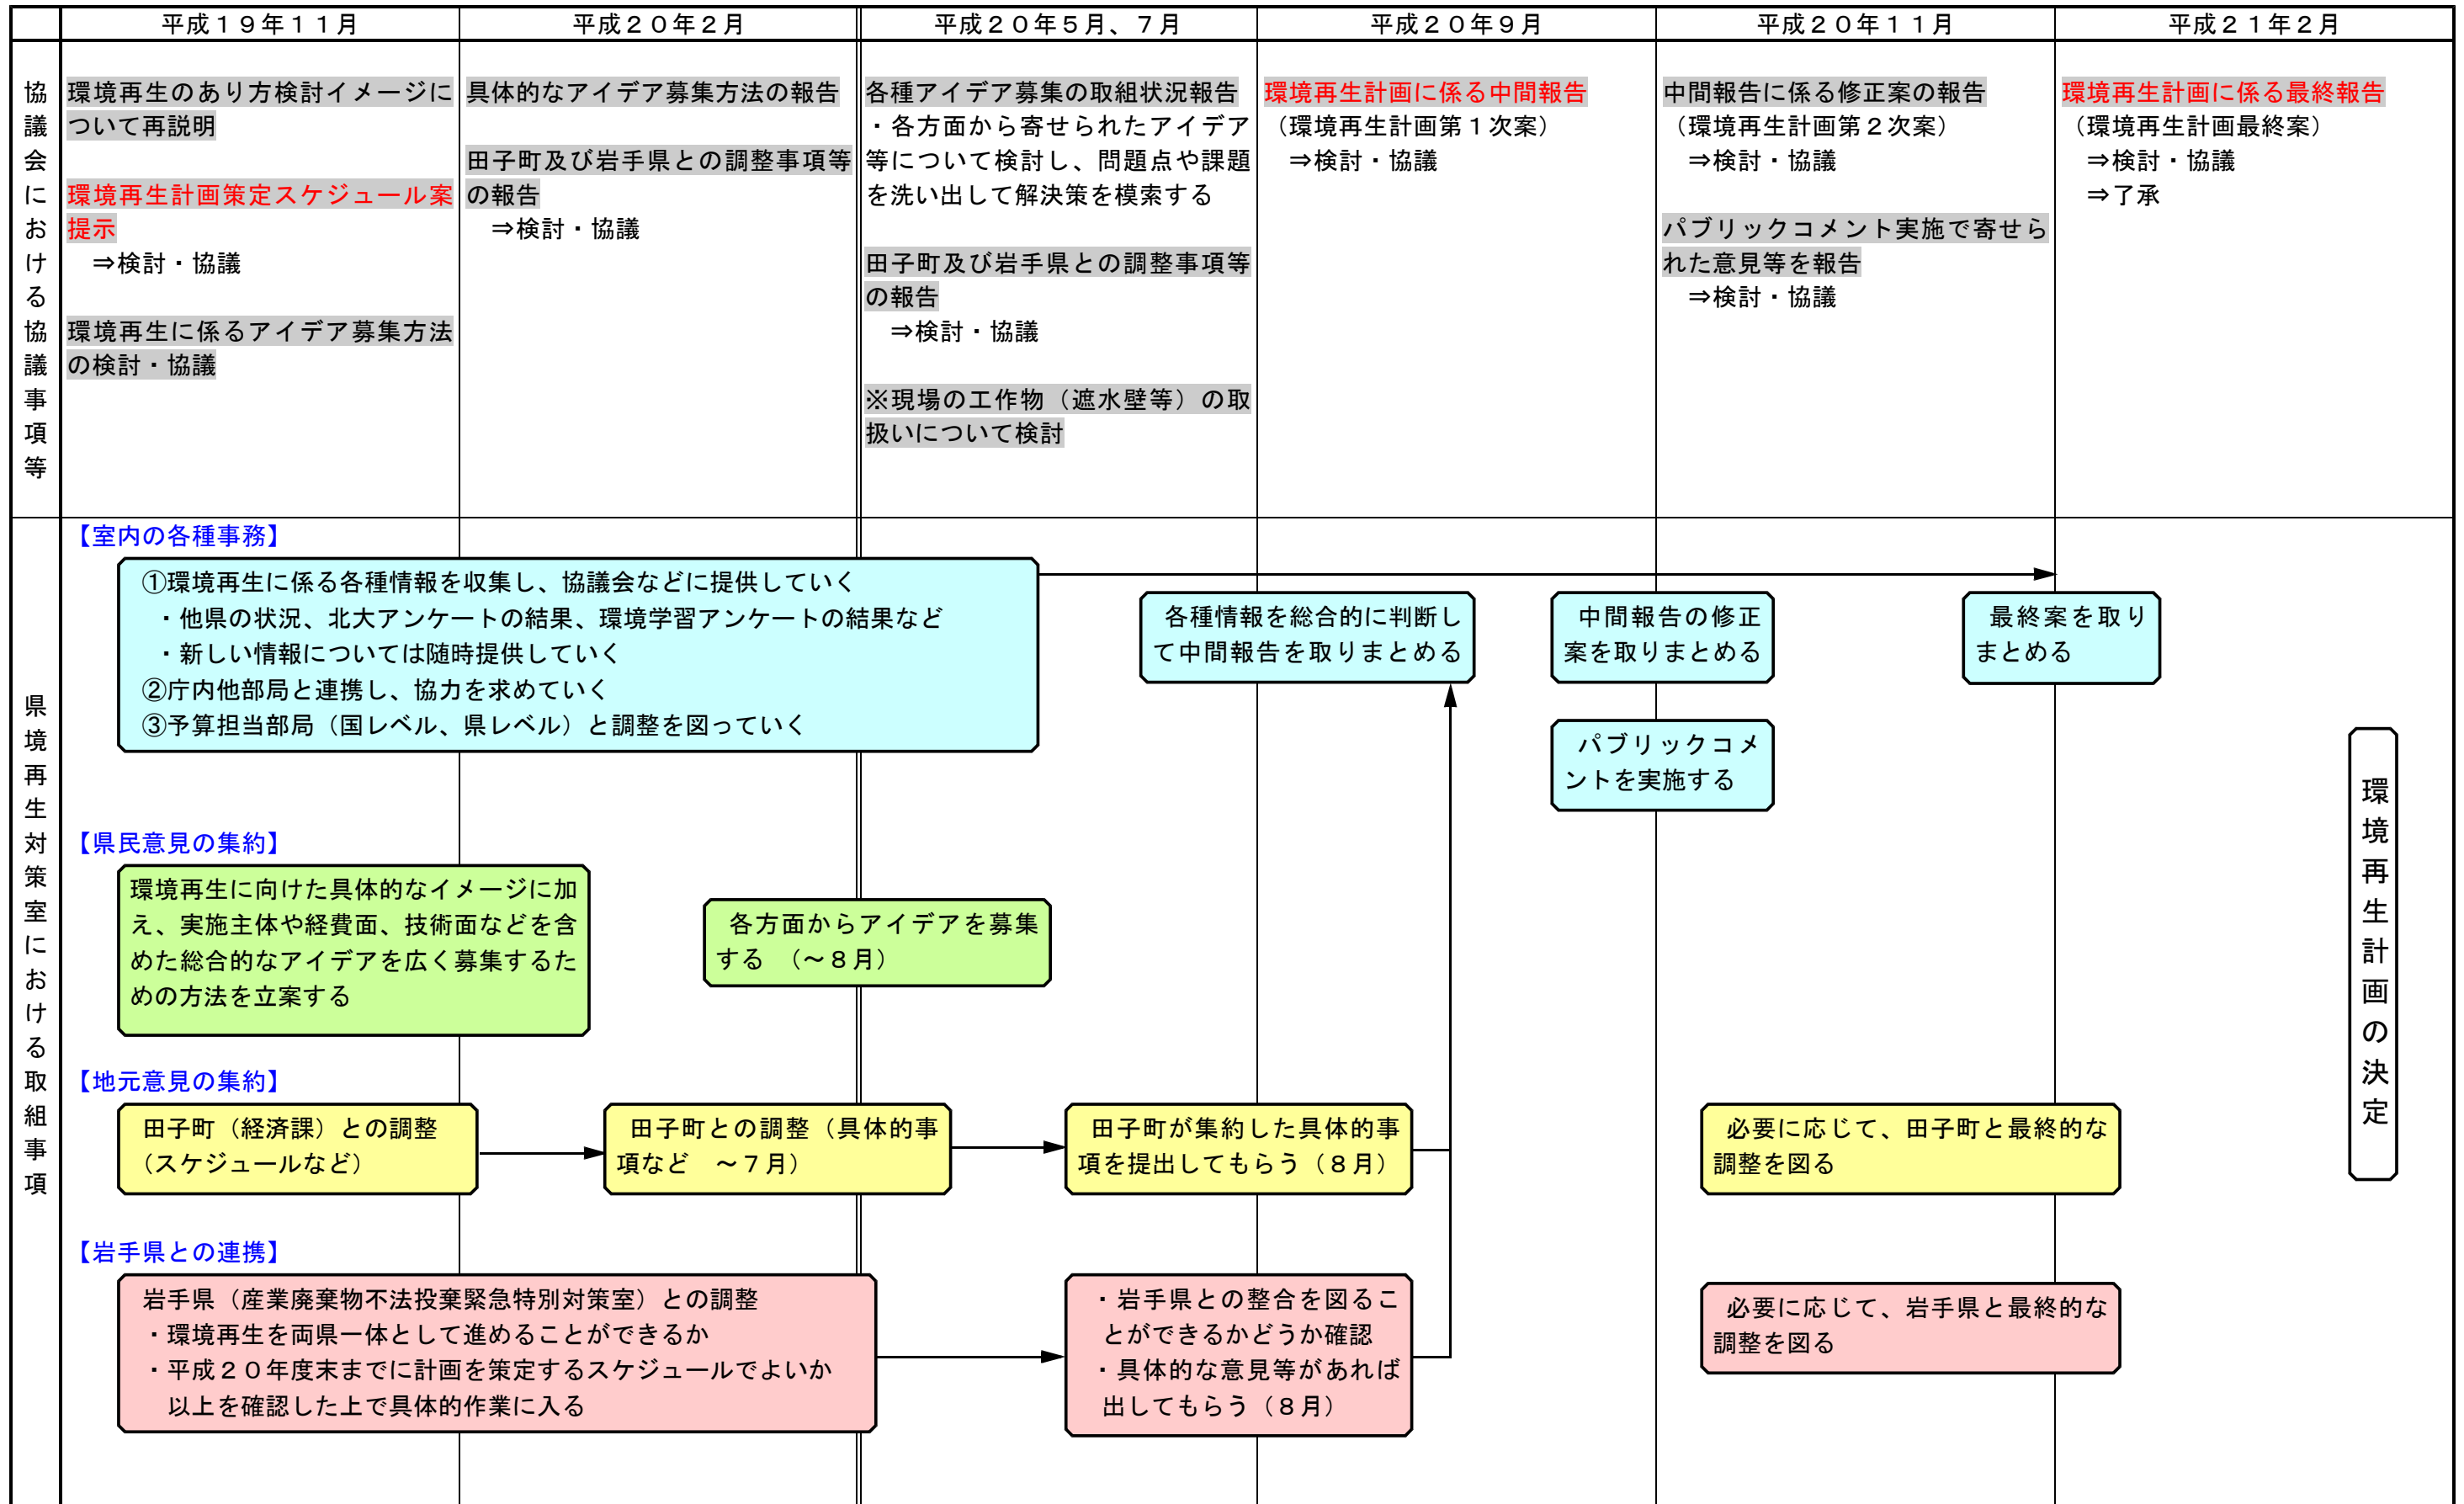 平成１９年１１月
平成２０年２月
平成２０年５月、７月
平成２０年９月
平成２０年１１月
平成２１年２月
協議会における協議事項等
環境再生のあり方検討イメージに
ついて再説明
環境再生計画策定スケジュール案
提示
⇒検討・協議
環境再生に係るアイデア募集方法
の検討・協議
具体的なアイデア募集方法の報告
田子町及び岩手県との調整事項等
の報告
⇒検討・協議
各種アイデア募集の取組状況報告
・各方面から寄せられたアイデア
等について検討し、問題点や課題
を洗い出して解決策を模索する
田子町及び岩手県との調整事項等
の報告
⇒検討・協議
※現場の工作物（遮水壁等）の取
扱いについて検討
環境再生計画に係る中間報告
（環境再生計画第１次案）
⇒検討・協議
中間報告に係る修正案の報告
（環境再生計画第２次案）
⇒検討・協議
パブリックコメント実施で寄せら
れた意見等を報告
⇒検討・協議
環境再生計画に係る最終報告
（環境再生計画最終案）
⇒検討・協議
⇒了承
県境再生対策室における取組事項
【室内の各種事務】
①環境再生に係る各種情報を収集し、協議会などに提供していく
・他県の状況、北大アンケートの結果、環境学習アンケートの結果など
・新しい情報については随時提供していく
②庁内他部局と連携し、協力を求めていく
③予算担当部局（国レベル、県レベル）と調整を図っていく
各種情報を総合的に判断し
て中間報告を取りまとめる
中間報告の修正
案を取りまとめる
最終案を取り
まとめる
パブリックコメ
ントを実施する
【県民意見の集約】
環境再生に向けた具体的なイメージに加
え、実施主体や経費面、技術面などを含
めた総合的なアイデアを広く募集するた
めの方法を立案する
各方面からアイデアを募集
する　（～８月）
【地元意見の集約】
田子町（経済課）との調整
（スケジュールなど）
田子町との調整（具体的事
項など　～７月）
田子町が集約した具体的事
項を提出してもらう（８月）
必要に応じて、田子町と最終的な
調整を図る
【岩手県との連携】
岩手県（産業廃棄物不法投棄緊急特別対策室）との調整
・環境再生を両県一体として進めることができるか
・平成２０年度末までに計画を策定するスケジュールでよいか
以上を確認した上で具体的作業に入る
・岩手県との整合を図るこ
とができるかどうか確認
・具体的な意見等があれば
出してもらう（８月）
必要に応じて、岩手県と最終的な
調整を図る
環境再生計画の決定